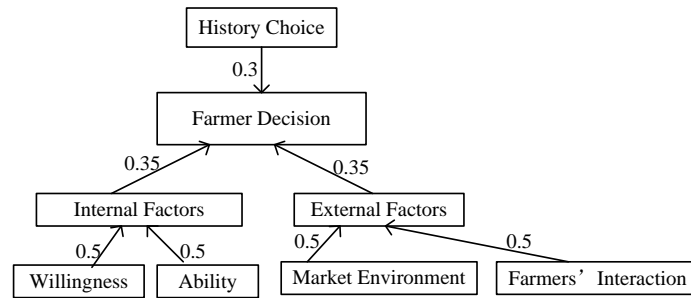 History Choice
0.3
Farmer Decision
0.35
0.35
Internal Factors
External Factors
0.5
0.5
0.5
0.5
Willingness
Ability
Market Environment
Farmers’ Interaction